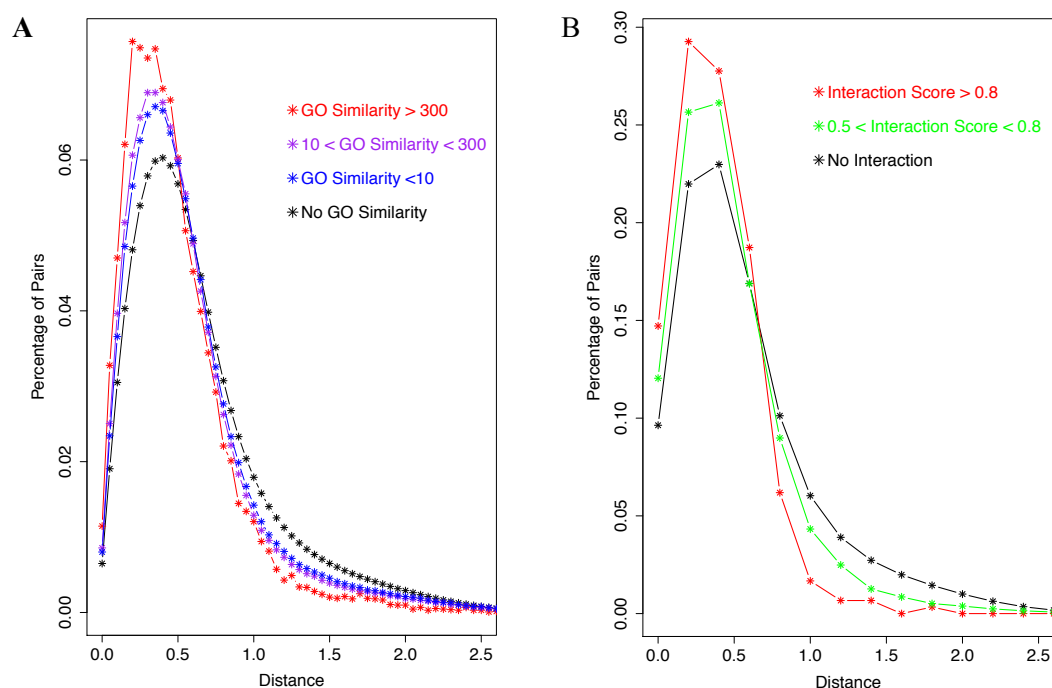 A
Percentage of Pairs
0.00 0.02 0.04 0.06
✳ GO Similarity > 300
✳ 10 < GO Similarity < 300
✳ GO Similarity <10
✳ No GO Similarity
0.0 0.5 1.0 1.5 2.0 2.5
Distance
B
Percentage of Pairs
0.00 0.05 0.10 0.15 0.20 0.25 0.30
✳ Interaction Score > 0.8
✳ 0.5 < Interaction Score < 0.8
✳ No Interaction
0.0 0.5 1.0 1.5 2.0 2.5
Distance